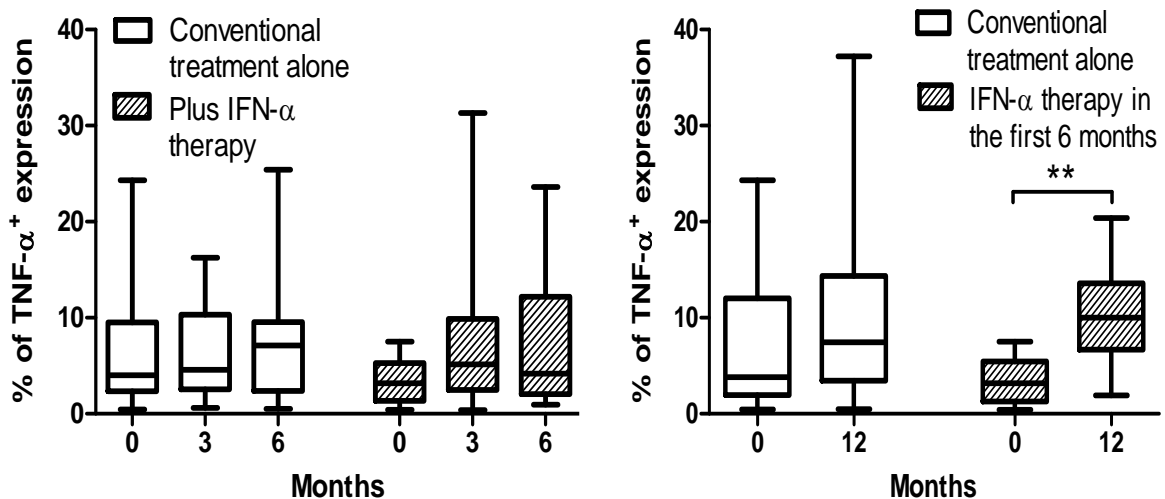 % of TNF-α⁺ expression
40
30
20
10
0
Conventional
treatment alone
Plus IFN-α
therapy
0 3 6 0 3 6
Months
% of TNF-α⁺ expression
40
30
20
10
0
Conventional
treatment alone
IFN-α therapy in
the first 6 months
**
0 12 0 12
Months